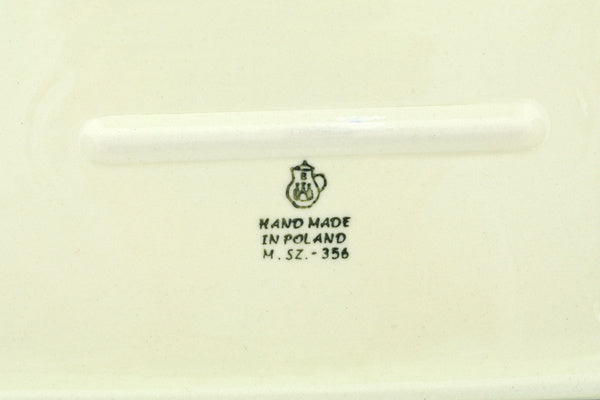 B
HAND MADE
IN POLAND
M. SZ. - 356